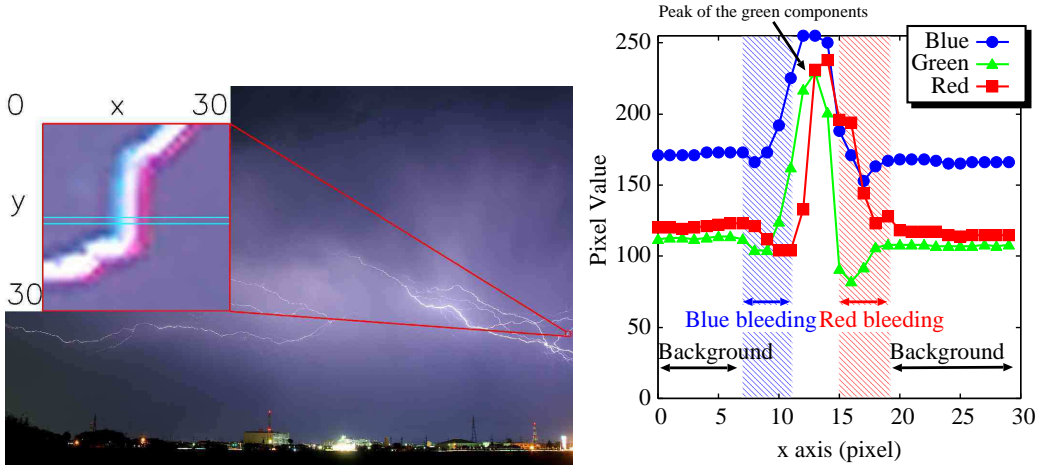 0 x 30
y
30
Peak of the green components
250
200
150
100
50
0
Pixel Value
Blue
Green
Red
Blue bleeding
Red bleeding
Background
Background
0 5 10 15 20 25 30
x axis (pixel)